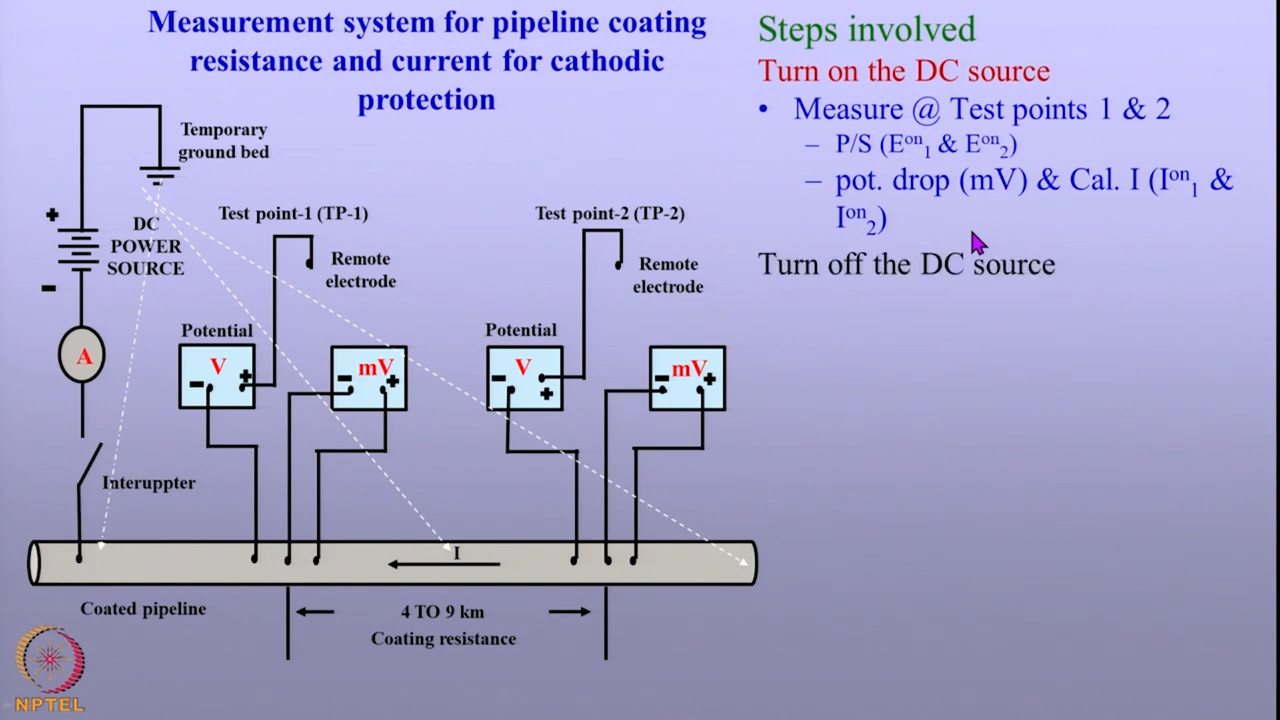 Measurement system for pipeline coating
resistance and current for cathodic
protection
Temporary
ground bed
+
DC
POWER
SOURCE
-
A
Interuppter
Test point-1 (TP-1)
Remote
electrode
Potential
V
- +
mV
- +
Test point-2 (TP-2)
Remote
electrode
Potential
V
- +
mV
- +
I
Coated pipeline
4 TO 9 km
Coating resistance
NPTEL
Steps involved
Turn on the DC source
• Measure @ Test points 1 & 2
– P/S (Eᵒⁿ₁ & Eᵒⁿ₂)
– pot. drop (mV) & Cal. I (Iᵒⁿ₁ &
Iᵒⁿ₂)
Turn off the DC source